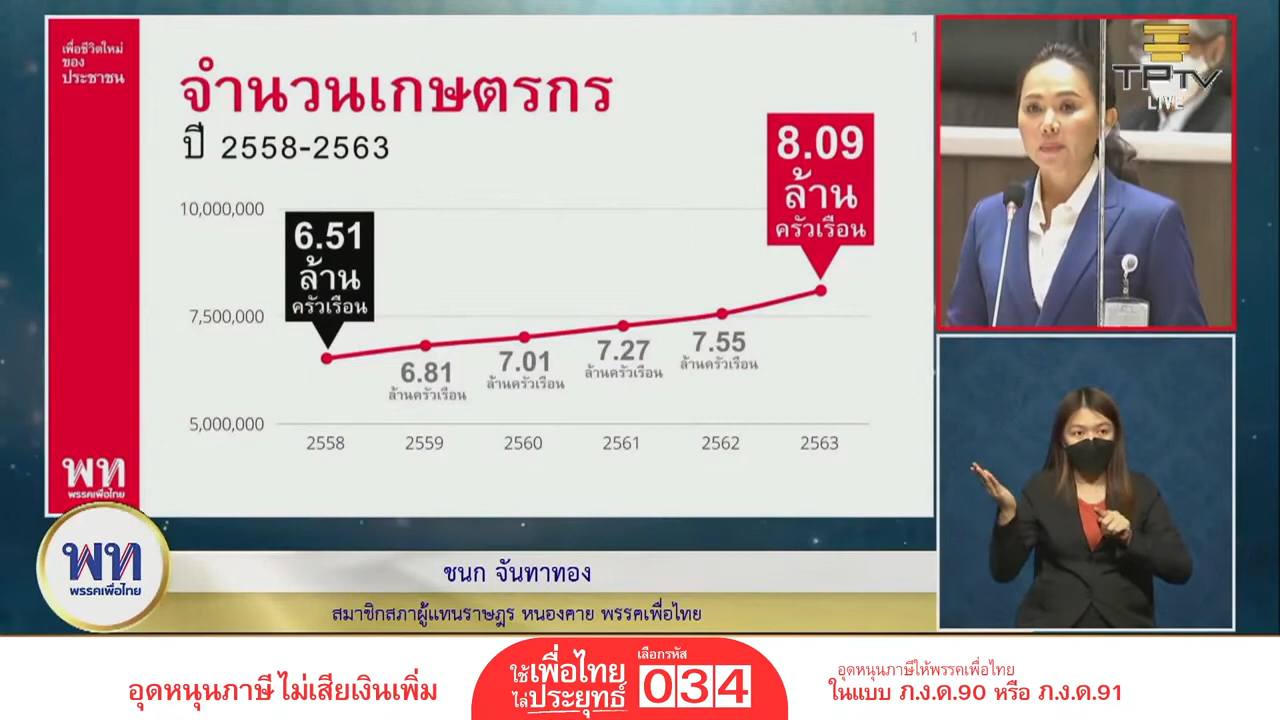 เพื่อชีวิตใหม่
ของ
ประชาชน
1
จำนวนเกษตรกร
ปี 2558-2563
10,000,000
7,500,000
5,000,000
6.51
ล้าน
ครัวเรือน
6.81
ล้านครัวเรือน
7.01
ล้านครัวเรือน
7.27
ล้านครัวเรือน
7.55
ล้านครัวเรือน
8.09
ล้าน
ครัวเรือน
2558 2559 2560 2561 2562 2563
พท
พรรคเพื่อไทย
TPTV
LIVE
พท
พรรคเพื่อไทย
ชนก จันทาทอง
สมาชิกสภาผู้แทนราษฎร หนองคาย พรรคเพื่อไทย
อุดหนุนภาษี ไม่เสียเงินเพิ่ม
ใช้เพื่อไทย
ไล่ประยุทธ์
เลือกรหัส
034
อุดหนุนภาษีให้พรรคเพื่อไทย
ในแบบ ภ.ง.ด.90 หรือ ภ.ง.ด.91